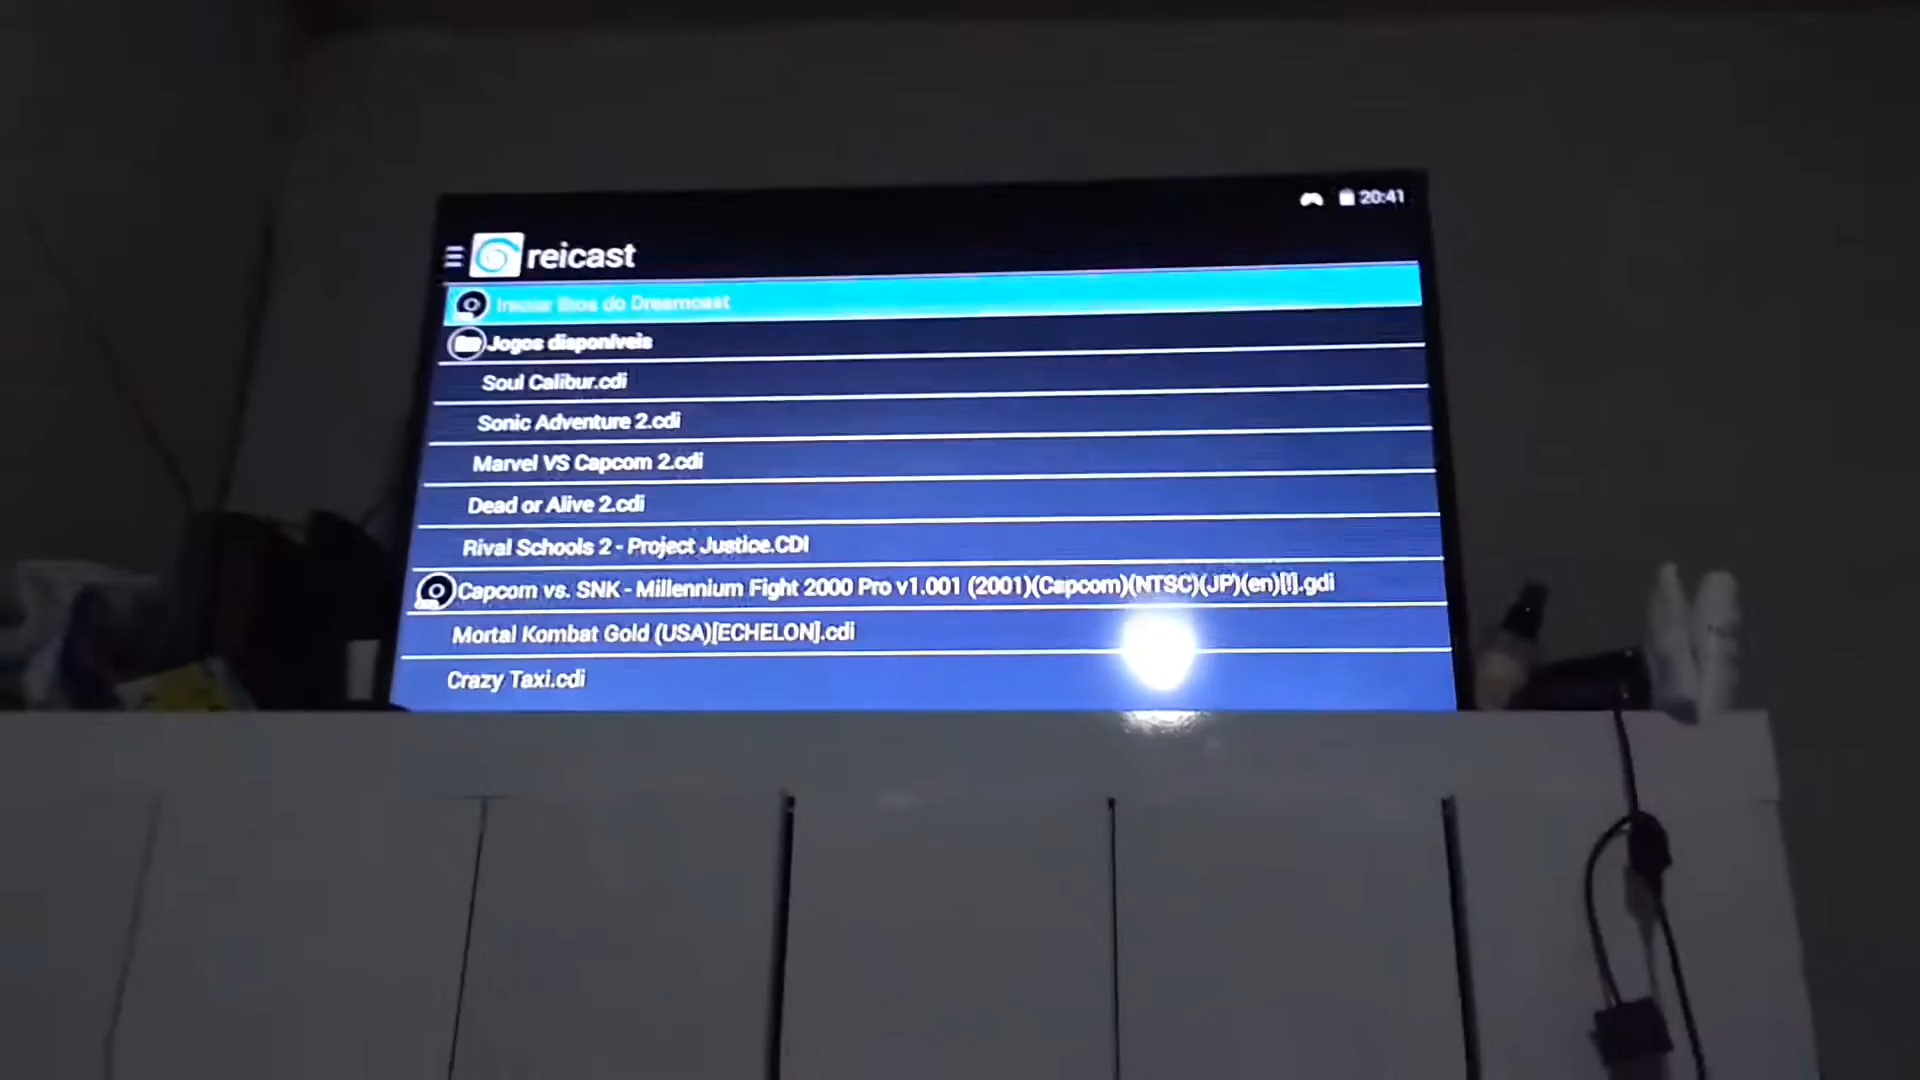 20:41
reicast
Iniciar Bios do Dreamcast
Jogos disponíveis
Soul Calibur.cdi
Sonic Adventure 2.cdi
Marvel VS Capcom 2.cdi
Dead or Alive 2.cdi
Rival Schools 2 - Project Justice.CDI
Capcom vs. SNK - Millennium Fight 2000 Pro v1.001 (2001)(Capcom)(NTSC)(JP)(en)[!].gdi
Mortal Kombat Gold (USA)[ECHELON].cdi
Crazy Taxi.cdi